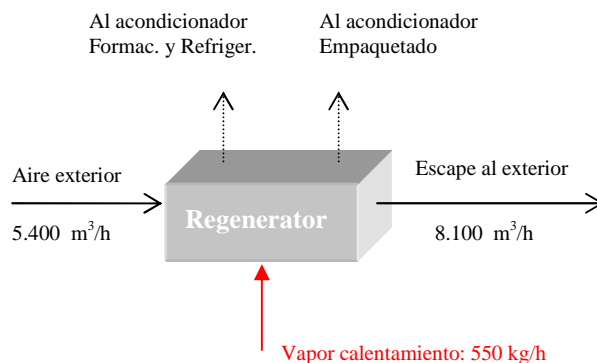 Al acondicionador
Formac. y Refriger.
Al acondicionador
Empaquetado
Aire exterior
5.400 m³/h
Regenerator
Escape al exterior
8.100 m³/h
Vapor calentamiento: 550 kg/h